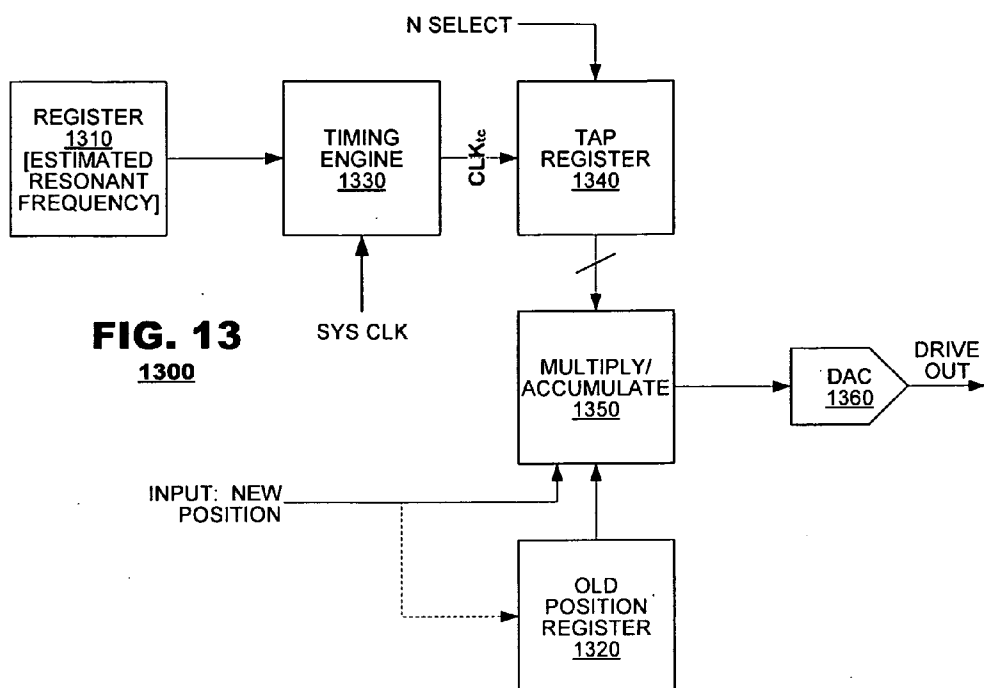 N SELECT
REGISTER
1310
[ESTIMATED
RESONANT
FREQUENCY]
TIMING
ENGINE
1330
CLKtc
TAP
REGISTER
1340
SYS CLK
FIG. 13
1300
MULTIPLY/
ACCUMULATE
1350
DAC
1360
DRIVE
OUT
INPUT: NEW
POSITION
OLD
POSITION
REGISTER
1320